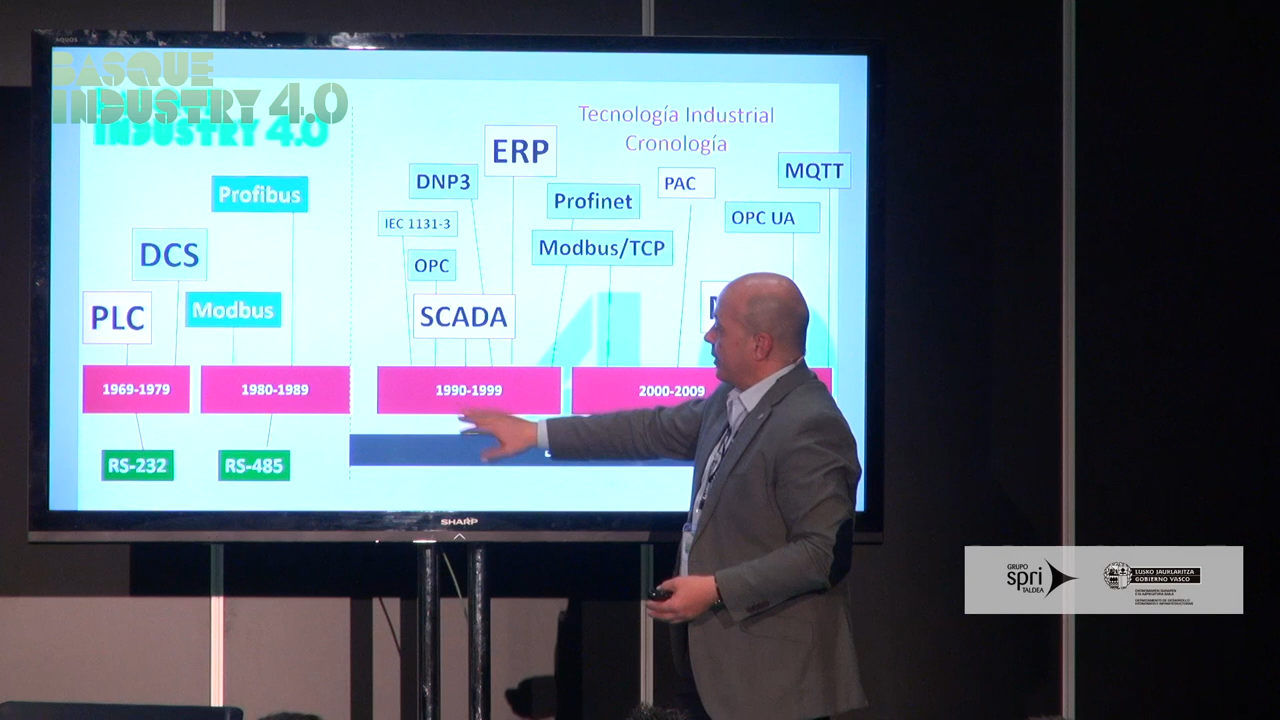 AQUOS
BASQUE
INDUSTRY 4.0
INDUSTRY 4.0
Tecnología Industrial
Cronología
ERP
MQTT
DNP3
PAC
Profibus
Profinet
OPC UA
IEC 1131-3
Modbus/TCP
DCS
OPC
PLC
Modbus
SCADA
1969-1979
1980-1989
1990-1999
2000-2009
RS-232
RS-485
SHARP
GRUPO
spri
TALDEA
EUSKO JAURLARITZA
GOBIERNO VASCO